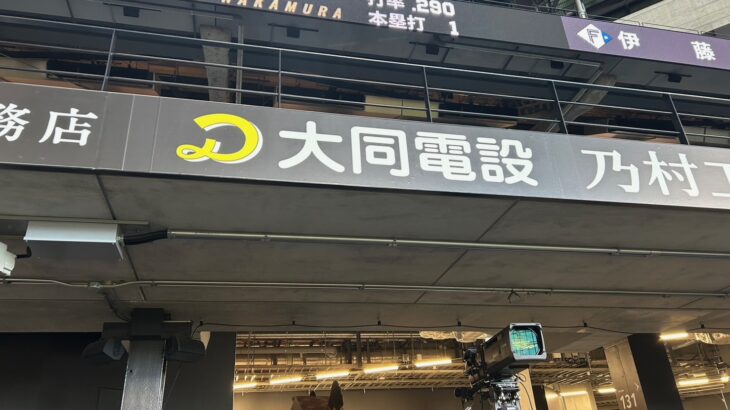 NAKAMURA
打率 .290
本塁打 1
F 伊藤
務店
大同電設
乃村工
131